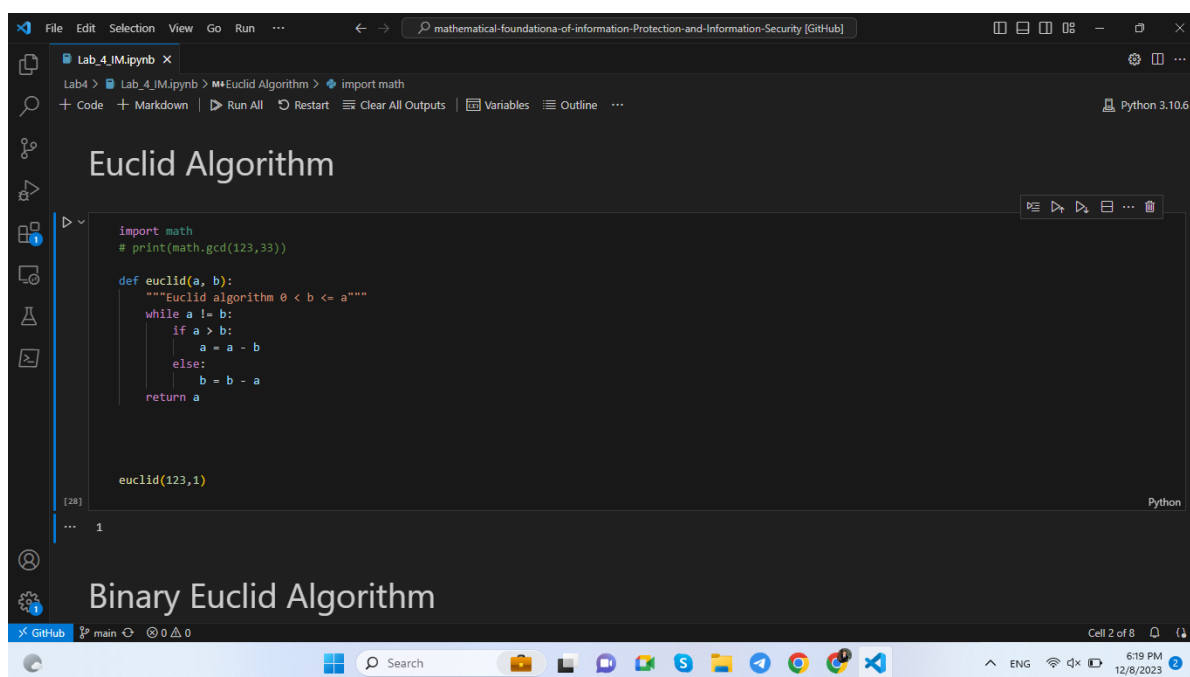 File Edit Selection View Go Run ···
mathematical-foundationa-of-information-Protection-and-Information-Security [GitHub]
Lab_4_IM.ipynb
Lab4 > Lab_4_IM.ipynb > M↓Euclid Algorithm > import math
+ Code + Markdown | Run All Restart Clear All Outputs | Variables Outline ···
Python 3.10.6
Euclid Algorithm
import math
# print(math.gcd(123,33))
def euclid(a, b):
"""Euclid algorithm 0 < b <= a"""
while a != b:
if a > b:
a = a - b
else:
b = b - a
return a
euclid(123,1)
[28]
Python
··· 1
Binary Euclid Algorithm
1
1
GitHub main 0 0
Cell 2 of 8
Search
ENG
6:19 PM
12/8/2023
2